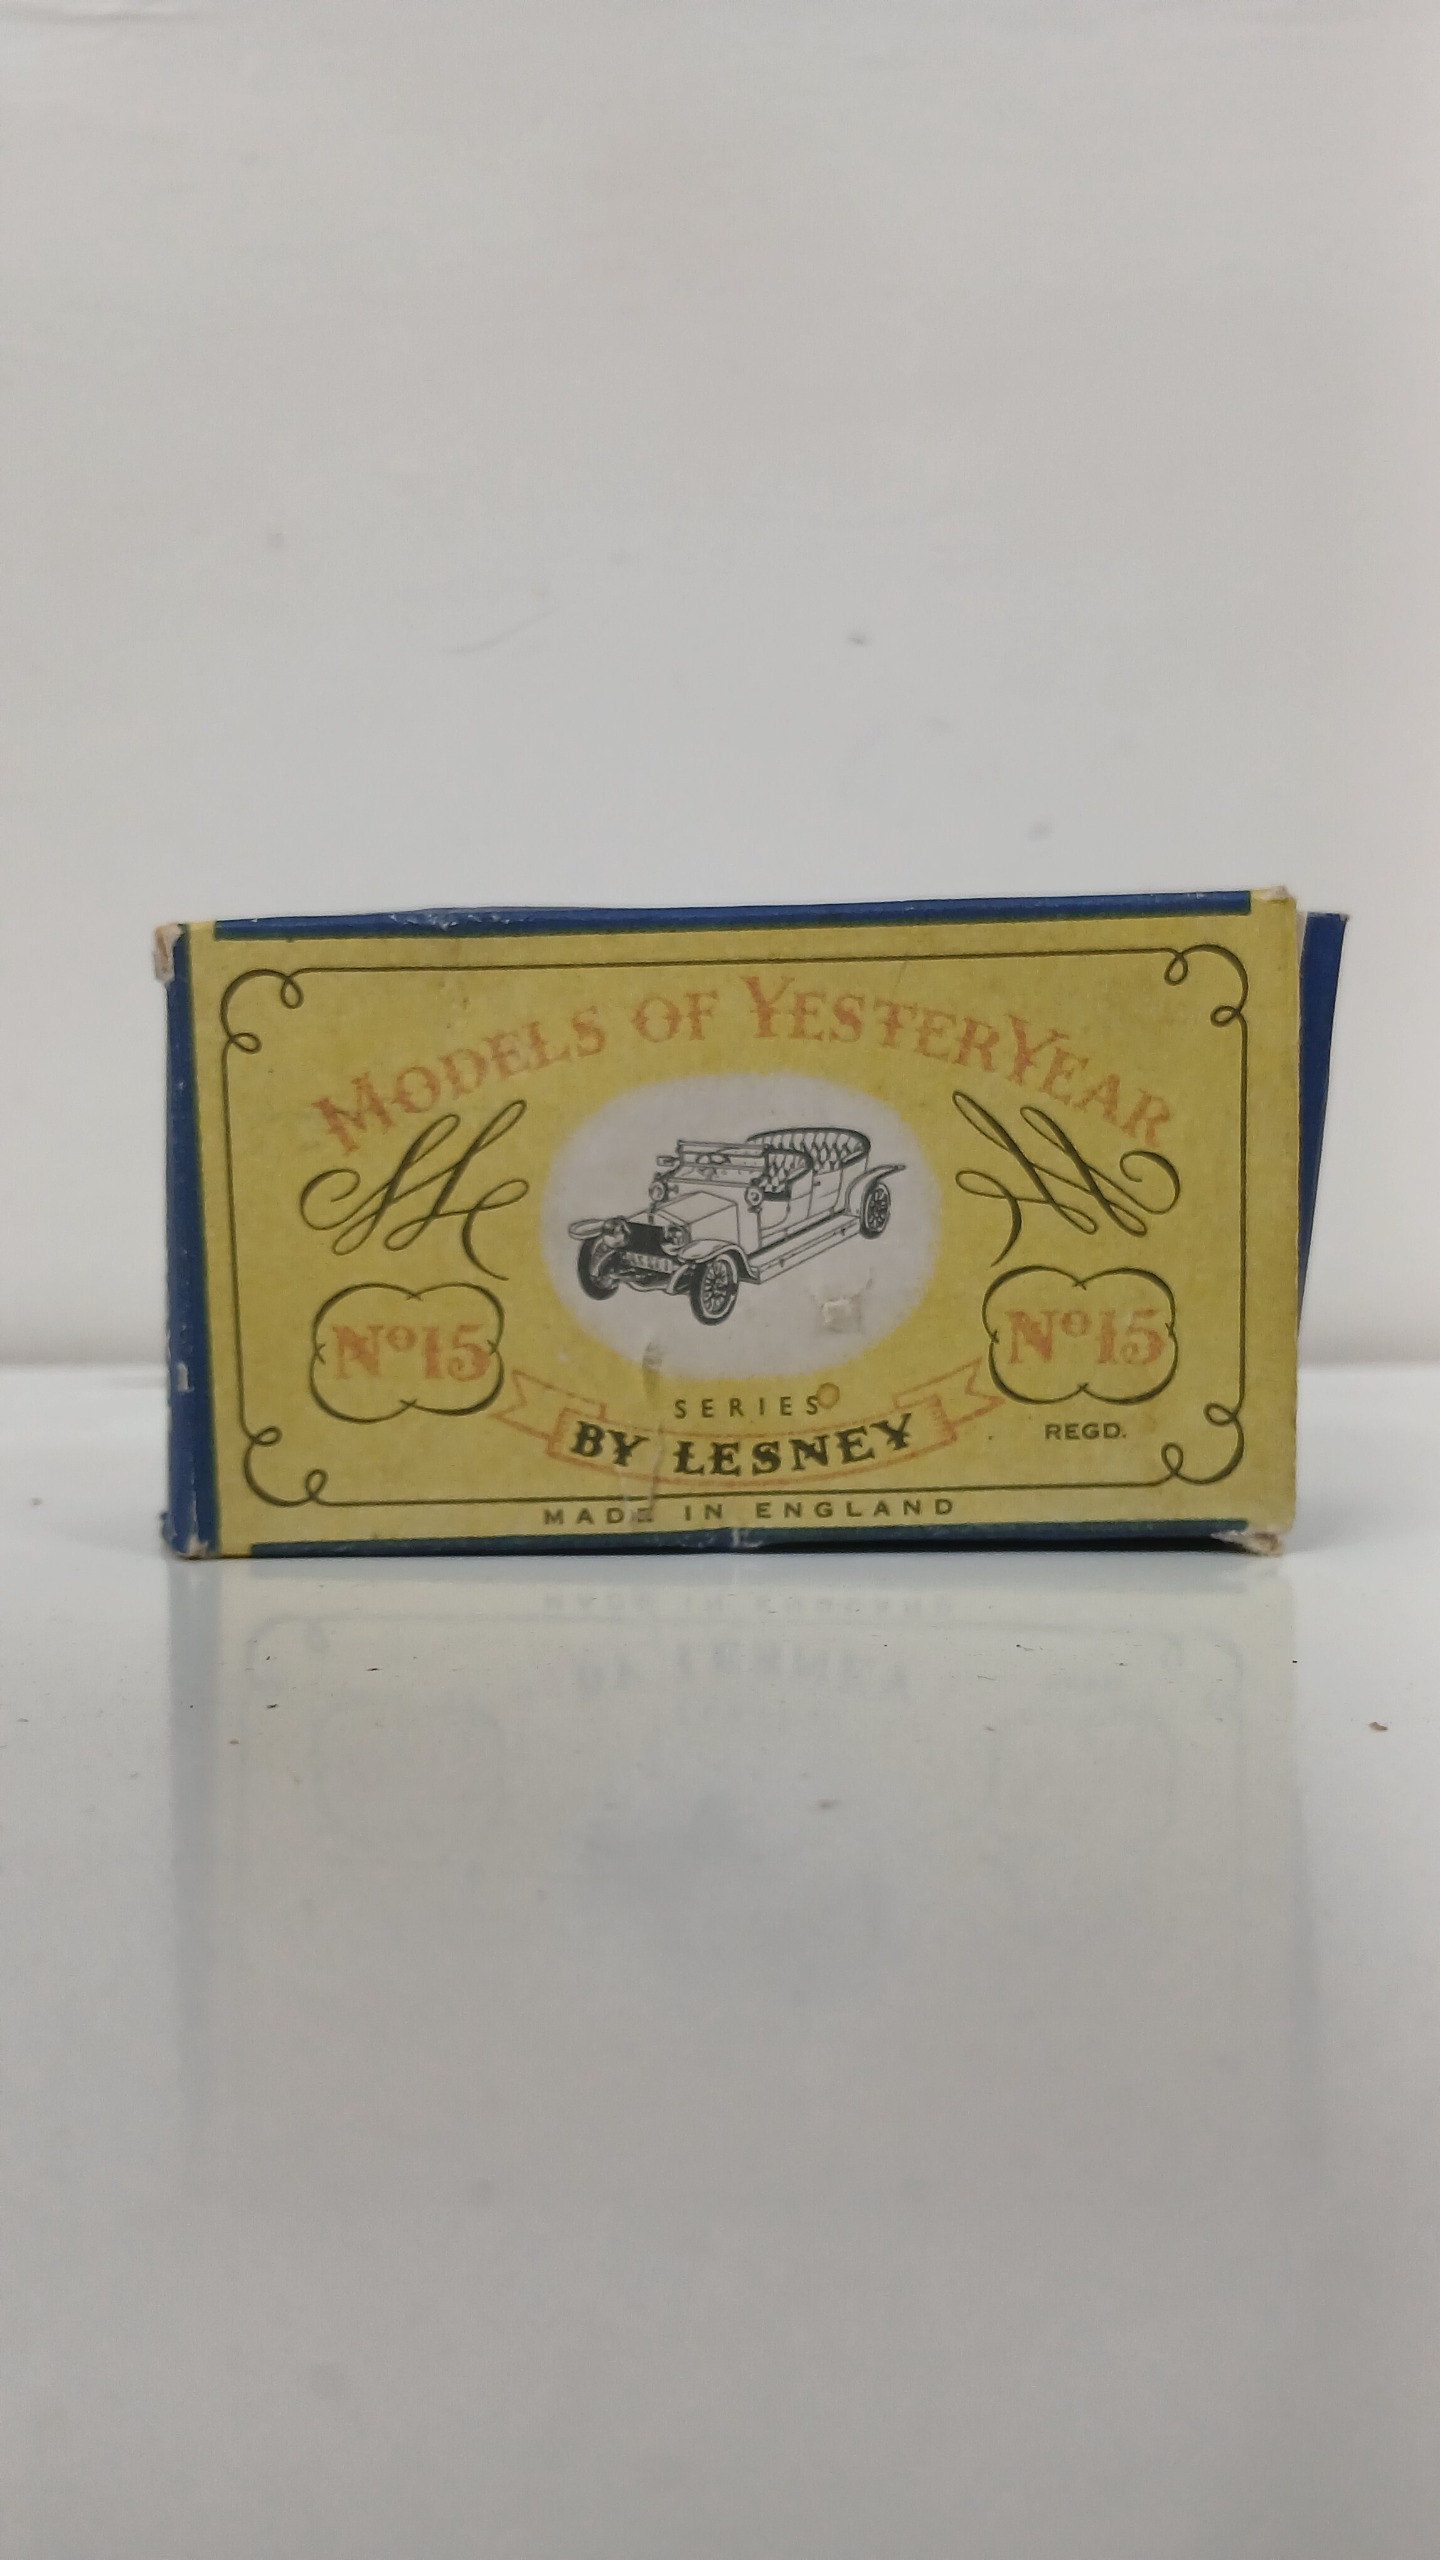 MODELS OF YESTERYEAR
Nº15
Nº15
SERIES
BY LESNEY
REGD.
MADE IN ENGLAND